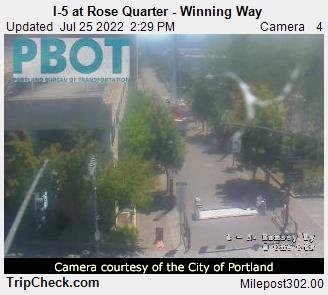 I-5 at Rose Quarter - Winning Way
Updated Jul 25 2022 2:29 PM Camera 4
PBOT
PORTLAND BUREAU OF TRANSPORTATION
Camera courtesy of the City of Portland
TripCheck.com Milepost302.00